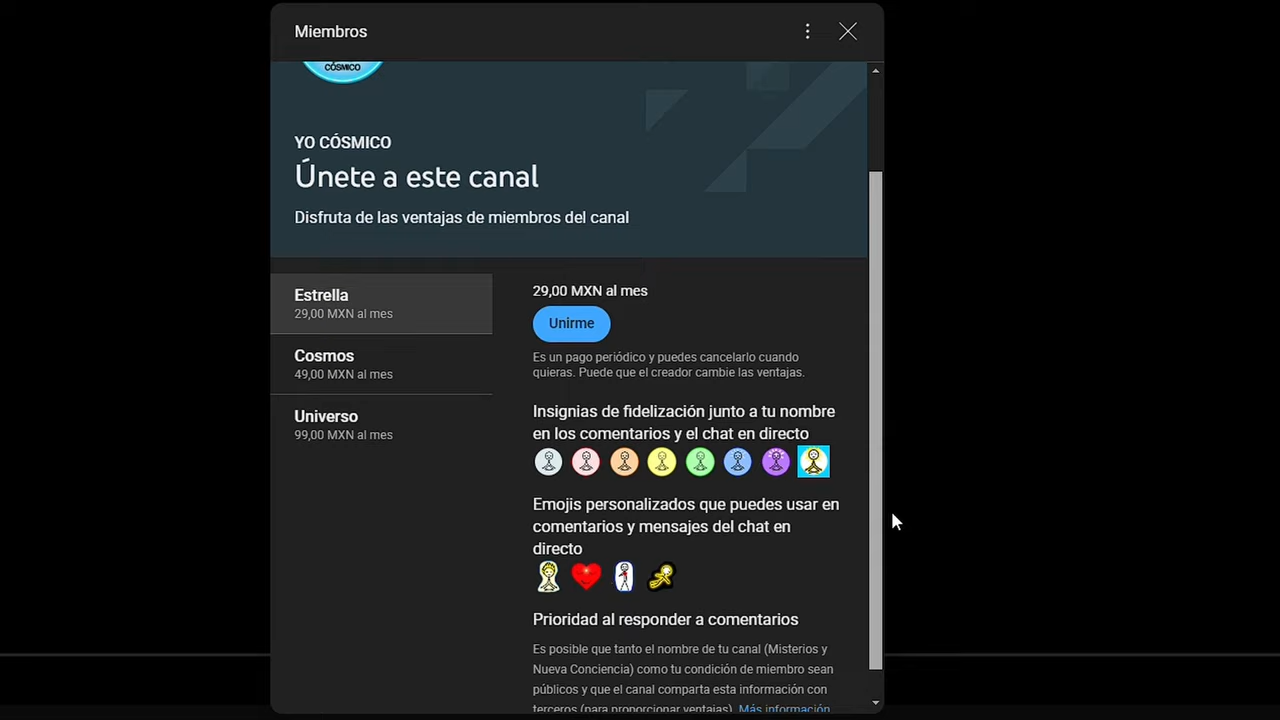 Miembros
CÓSMICO
YO CÓSMICO
Únete a este canal
Disfruta de las ventajas de miembros del canal
Estrella
29,00 MXN al mes
Cosmos
49,00 MXN al mes
Universo
99,00 MXN al mes
29,00 MXN al mes
Unirme
Es un pago periódico y puedes cancelarlo cuando
quieras. Puede que el creador cambie las ventajas.
Insignias de fidelización junto a tu nombre
en los comentarios y el chat en directo
Emojis personalizados que puedes usar en
comentarios y mensajes del chat en
directo
Prioridad al responder a comentarios
Es posible que tanto el nombre de tu canal (Misterios y
Nueva Conciencia) como tu condición de miembro sean
públicos y que el canal comparta esta información con
terceros (para proporcionar ventajas). Más información